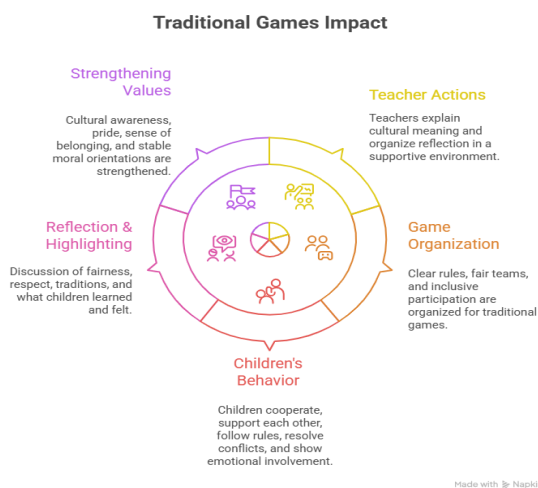 Traditional Games Impact
Strengthening
Values
Cultural awareness,
pride, sense of
belonging, and stable
moral orientations are
strengthened.
Teacher Actions
Teachers explain
cultural meaning and
organize reflection in a
supportive environment.
Reflection &
Highlighting
Discussion of fairness,
respect, traditions, and
what children learned
and felt.
Game
Organization
Clear rules, fair teams,
and inclusive
participation are
organized for traditional
games.
Children's
Behavior
Children cooperate,
support each other,
follow rules, resolve
conflicts, and show
emotional involvement.
Made with Napki